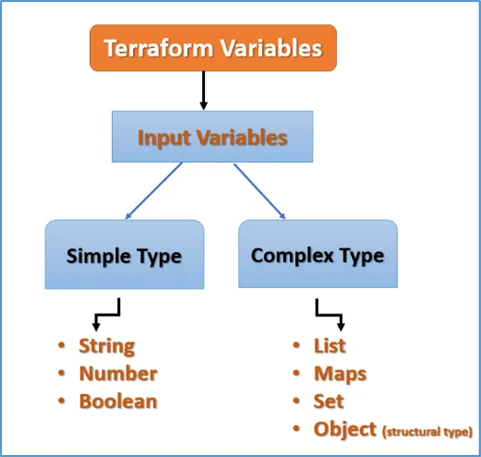 Terraform Variables
Input Variables
Simple Type
Complex Type
• String
• Number
• Boolean
• List
• Maps
• Set
• Object (structural type)